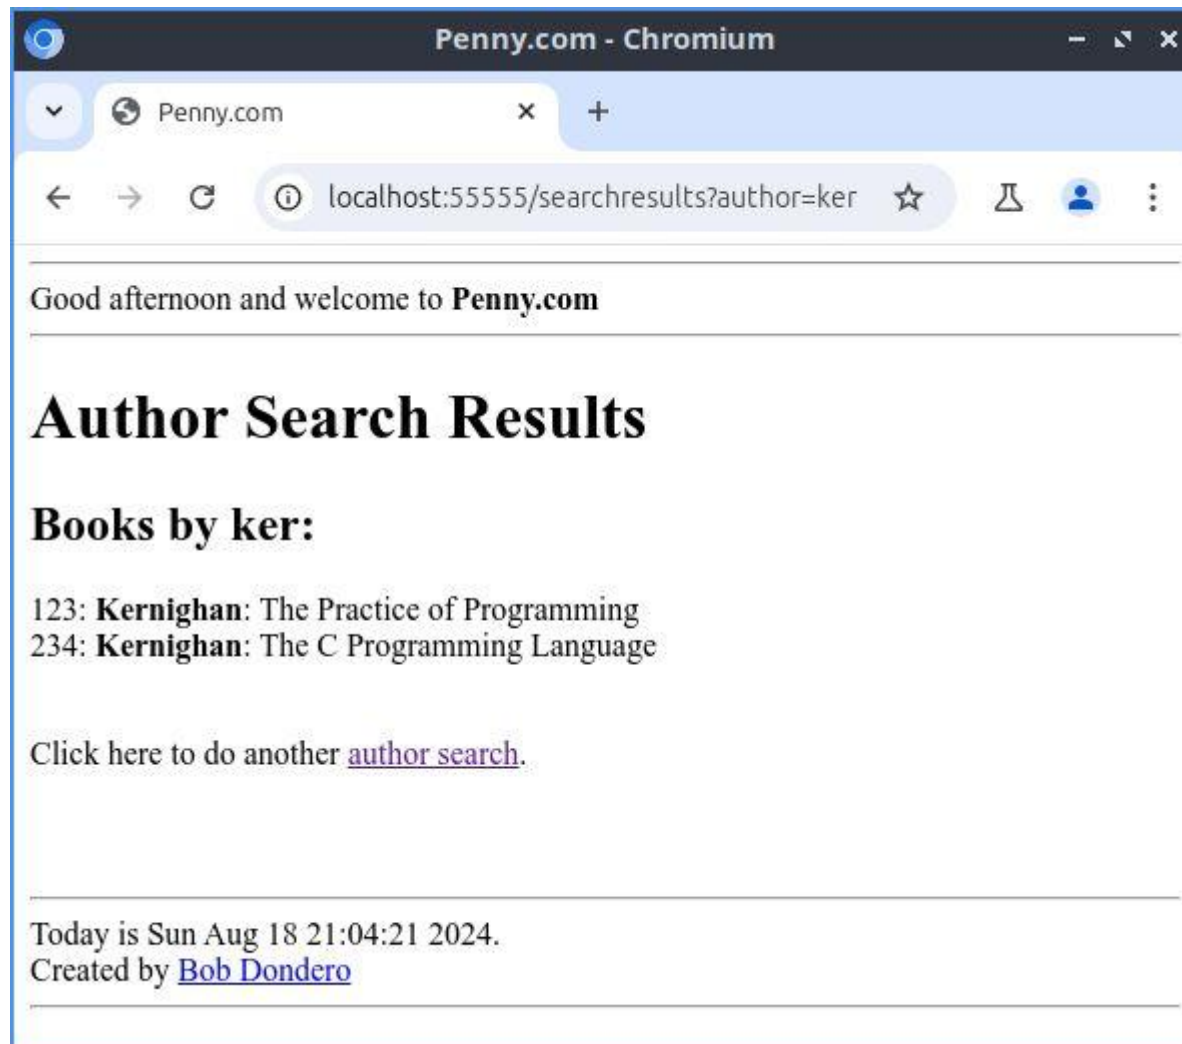 Penny.com - Chromium
Penny.com
localhost:55555/searchresults?author=ker
Good afternoon and welcome to Penny.com
Author Search Results
Books by ker:
123: Kernighan: The Practice of Programming
234: Kernighan: The C Programming Language
Click here to do another author search.
Today is Sun Aug 18 21:04:21 2024.
Created by Bob Dondero